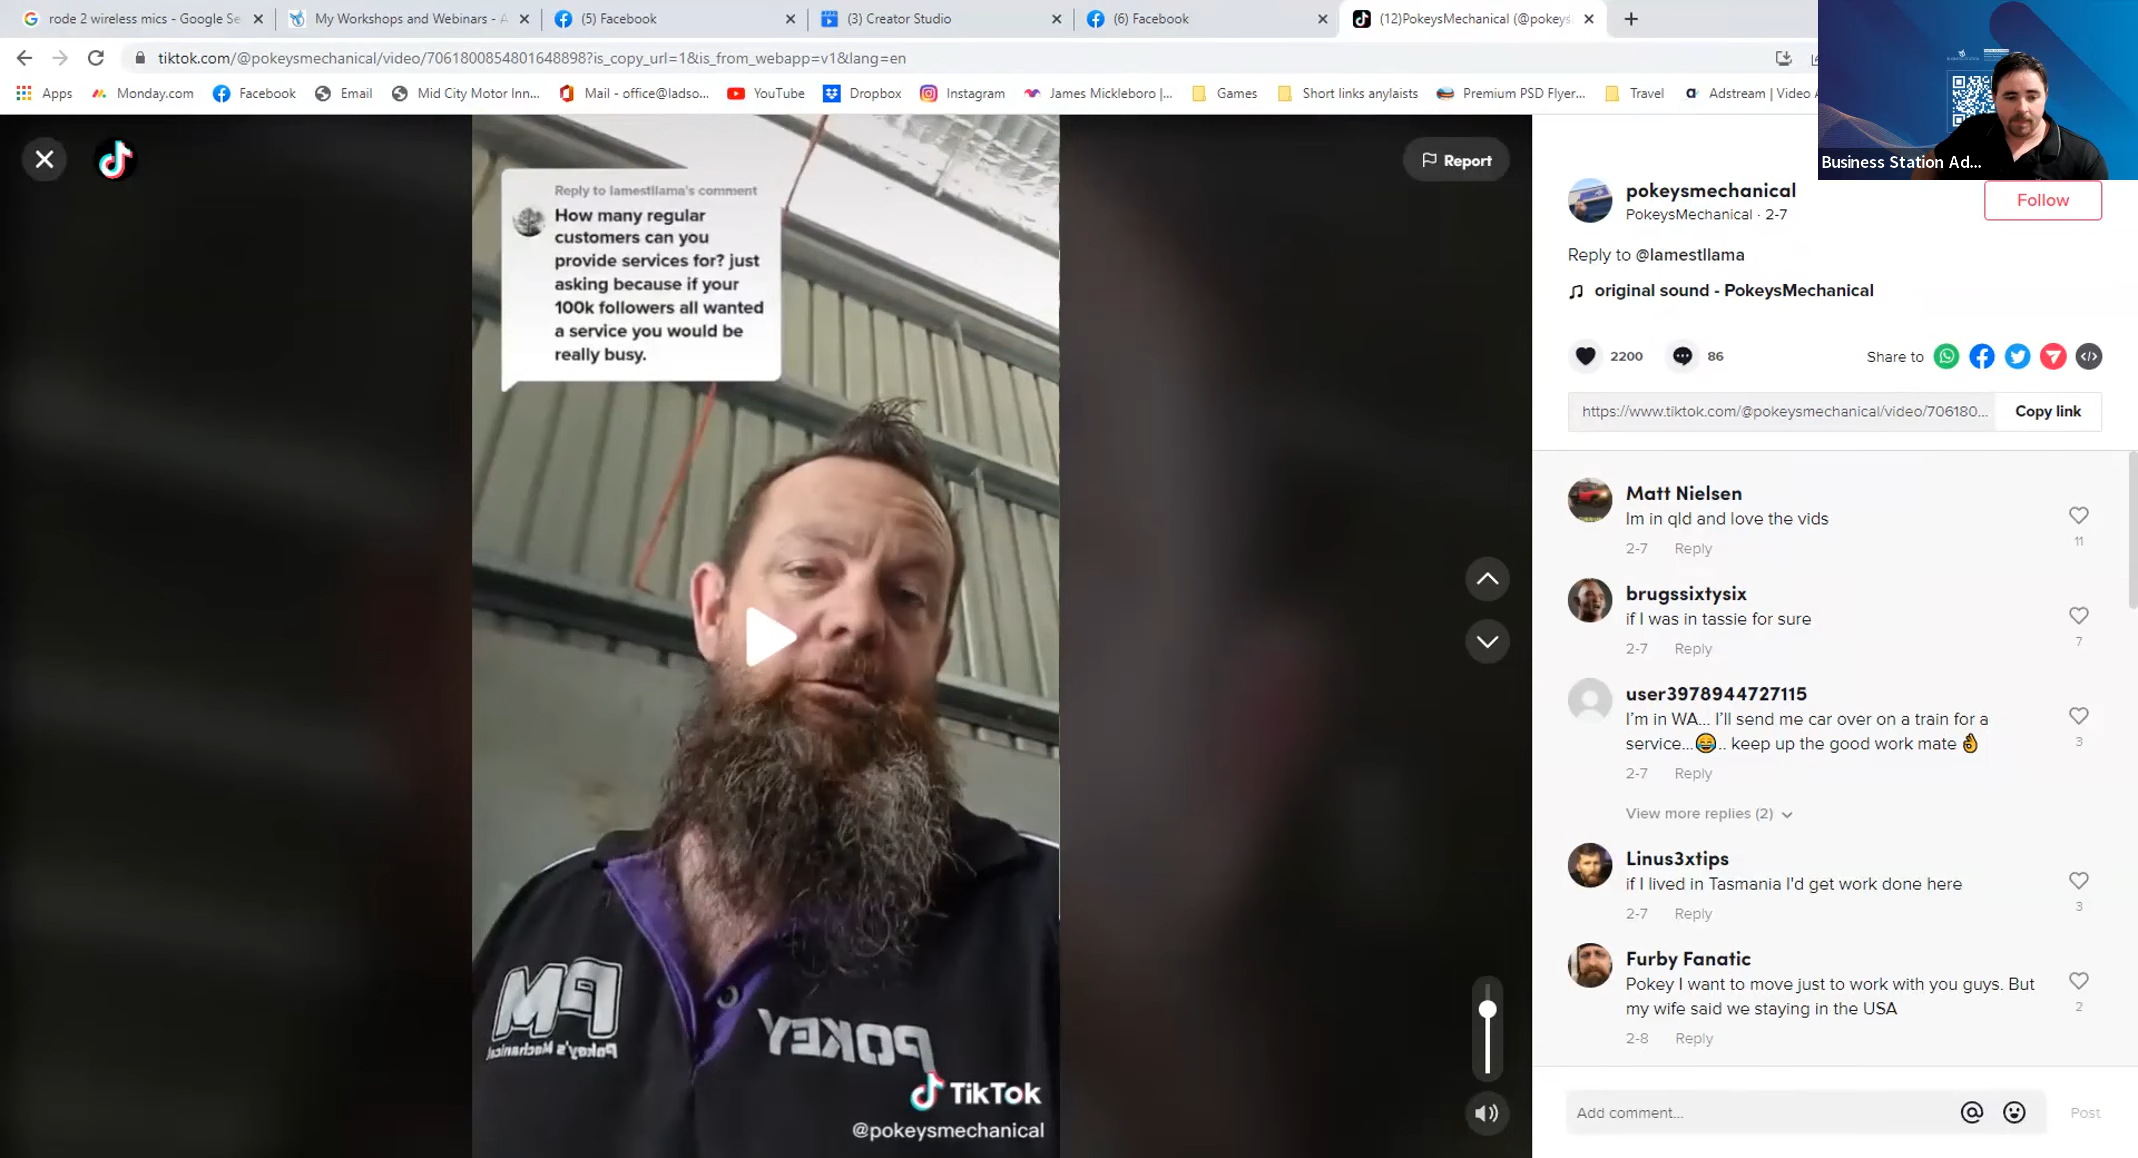 rode 2 wireless mics - Google Se
My Workshops and Webinars - A
(5) Facebook
(3) Creator Studio
(6) Facebook
(12)PokeysMechanical (@pokeys
tiktok.com/@pokeysmechanical/video/7061800854801648898?is_copy_url=1&is_from_webapp=v1&lang=en
Apps
Monday.com
Facebook
Email
Mid City Motor Inn...
Mail - office@ladso...
YouTube
Dropbox
Instagram
James Mickleboro |...
Games
Short links anylaists
Premium PSD Flyer...
Travel
Adstream | Video A
Business Station Ad...
Report
Reply to lamestllama's comment
How many regular
customers can you
provide services for? just
asking because if your
100k followers all wanted
a service you would be
really busy.
PM
Pokey's Mechanical
POKEY
TikTok
@pokeysmechanical
pokeysmechanical
PokeysMechanical · 2-7
Follow
Reply to @lamestllama
original sound - PokeysMechanical
2200
86
Share to
https://www.tiktok.com/@pokeysmechanical/video/706180...
Copy link
Matt Nielsen
Im in qld and love the vids
2-7 Reply
11
brugssixtysix
if I was in tassie for sure
2-7 Reply
7
user3978944727115
I'm in WA... I'll send me car over on a train for a
service...😂.. keep up the good work mate👌
2-7 Reply
3
View more replies (2)
Linus3xtips
if I lived in Tasmania I'd get work done here
2-7 Reply
3
Furby Fanatic
Pokey I want to move just to work with you guys. But
my wife said we staying in the USA
2-8 Reply
2
Add comment...
Post